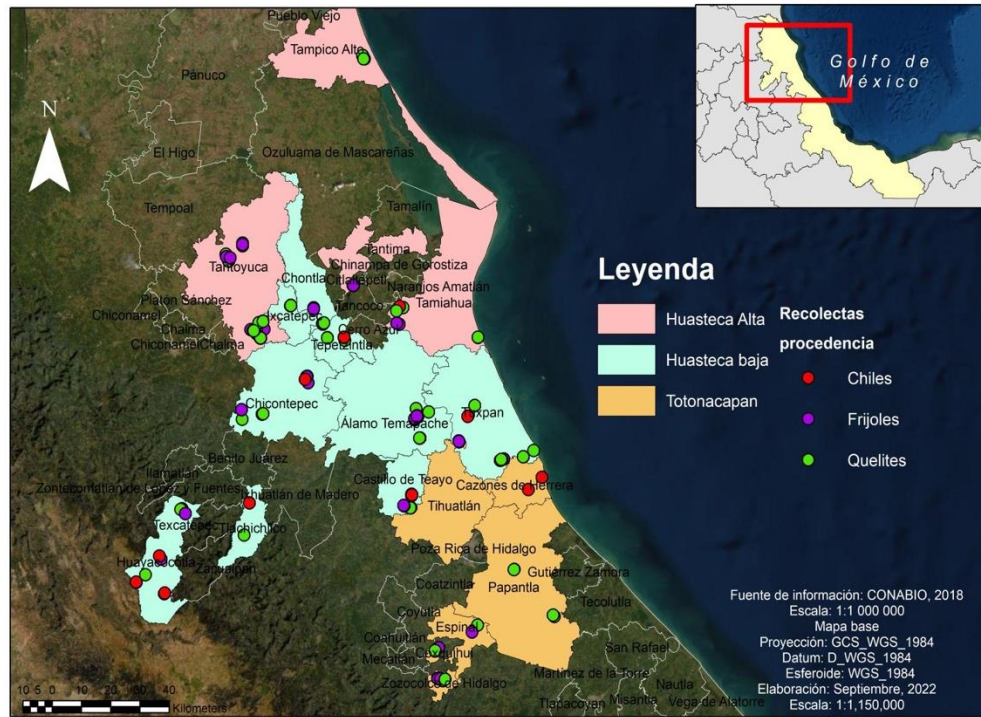 Pueblo Viejo
Tampico Alto
Pánuco
Golfo de
México
N
El Higo
Ozuluama de Mascareñas
Tempoal
Tamalín
Tantima
Tantoyuca
Chinampa de Gorostiza
Chontla
Citlaltépetl
Naranjos Amatlán
Platón Sánchez
Tancoco
Tamiahua
Chiconamel
Ixcatepec
Chalma
Cerro Azul
ChiconamelChalma
Tepetzintla
Leyenda
Huasteca Alta
Huasteca baja
Totonacapan
Recolectas
procedencia
Chiles
Frijoles
Quelites
Chicontepec
Tuxpan
Álamo Temapache
Benito Juárez
Ilamatlán
Castillo de Teayo
Zontecomatlán de López y Fuentes
Ixhuatlán de Madero
Cazones de Herrera
Tihuatlán
Texcatepec
Tlachichilco
Poza Rica de Hidalgo
Huayacocotla
Zacualpan
Gutiérrez Zamora
Coatzintla
Papantla
Tecolutla
Coyutla
Espinal
Coahuitlán
Coxquihui
San Rafael
Mecatlán
Martínez de la Torre
Zozocolco de Hidalgo
Nautla
Misantla
Vega de Alatorre
Tlapacoyan
Fuente de información: CONABIO, 2018
Escala: 1:1 000 000
Mapa base
Proyección: GCS_WGS_1984
Datum: D_WGS_1984
Esferoide: WGS_1984
Elaboración: Septiembre, 2022
Escala: 1:1,150,000
10 5 0 10 20 30 40
Kilometers